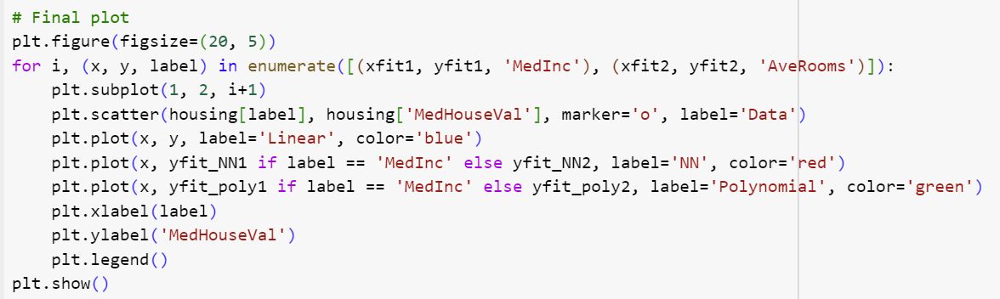 # Final plot
plt.figure(figsize=(20, 5))
for i, (x, y, label) in enumerate([(xfit1, yfit1, 'MedInc'), (xfit2, yfit2, 'AveRooms')]):
    plt.subplot(1, 2, i+1)
    plt.scatter(housing[label], housing['MedHouseVal'], marker='o', label='Data')
    plt.plot(x, y, label='Linear', color='blue')
    plt.plot(x, yfit_NN1 if label == 'MedInc' else yfit_NN2, label='NN', color='red')
    plt.plot(x, yfit_poly1 if label == 'MedInc' else yfit_poly2, label='Polynomial', color='green')
    plt.xlabel(label)
    plt.ylabel('MedHouseVal')
    plt.legend()
plt.show()